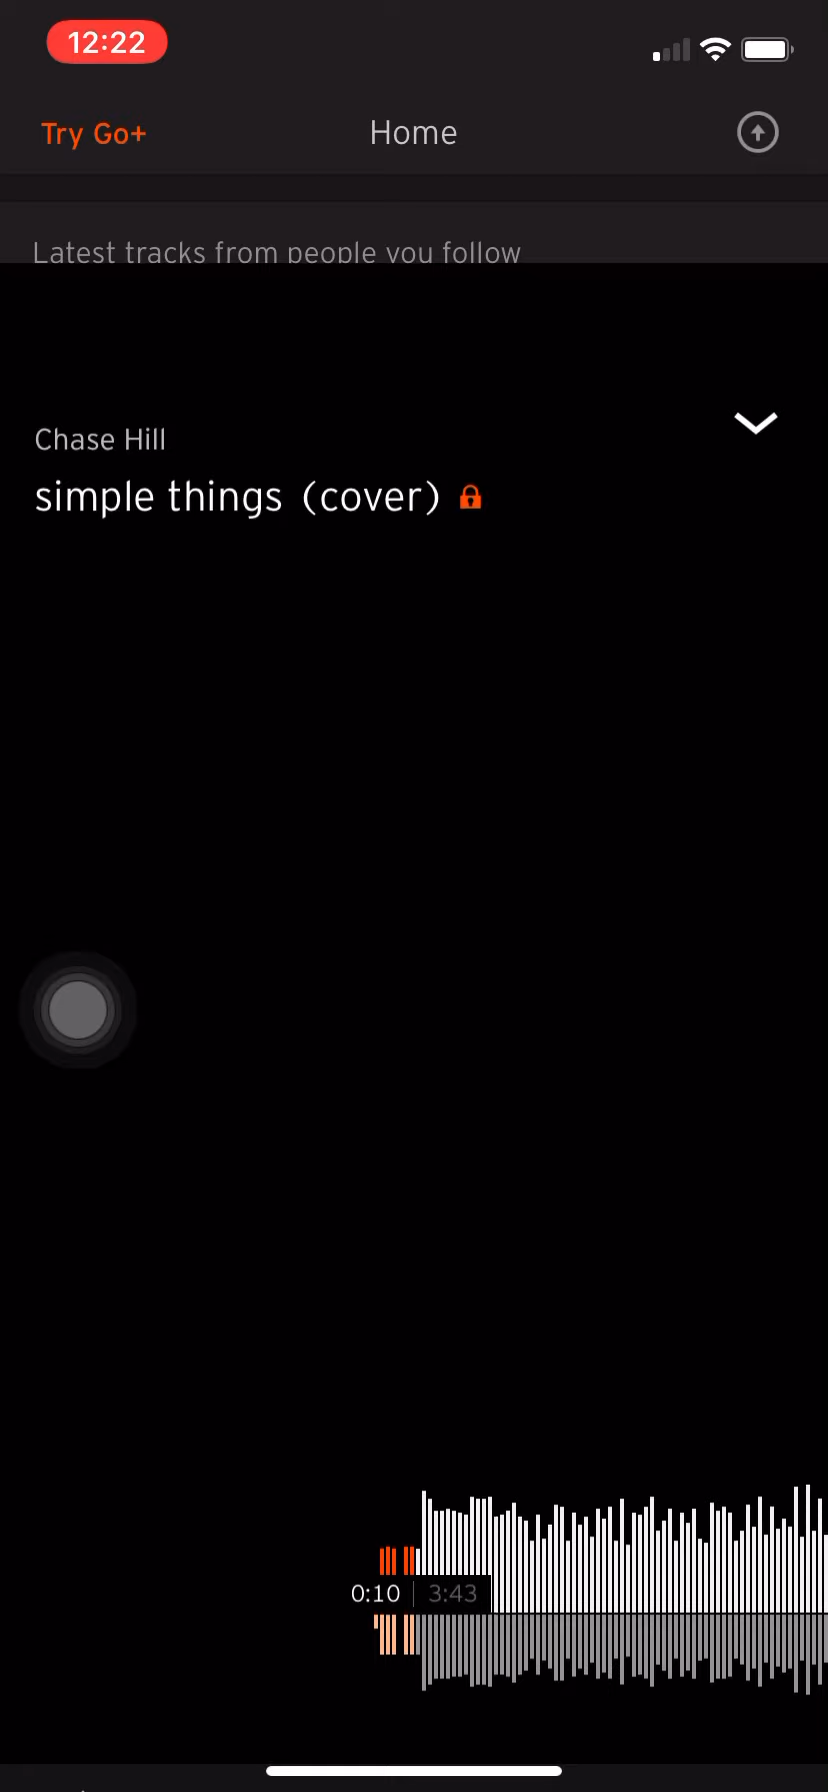 12:22
Try Go+
Home
Latest tracks from people you follow
Chase Hill
simple things (cover)
0:10 | 3:43